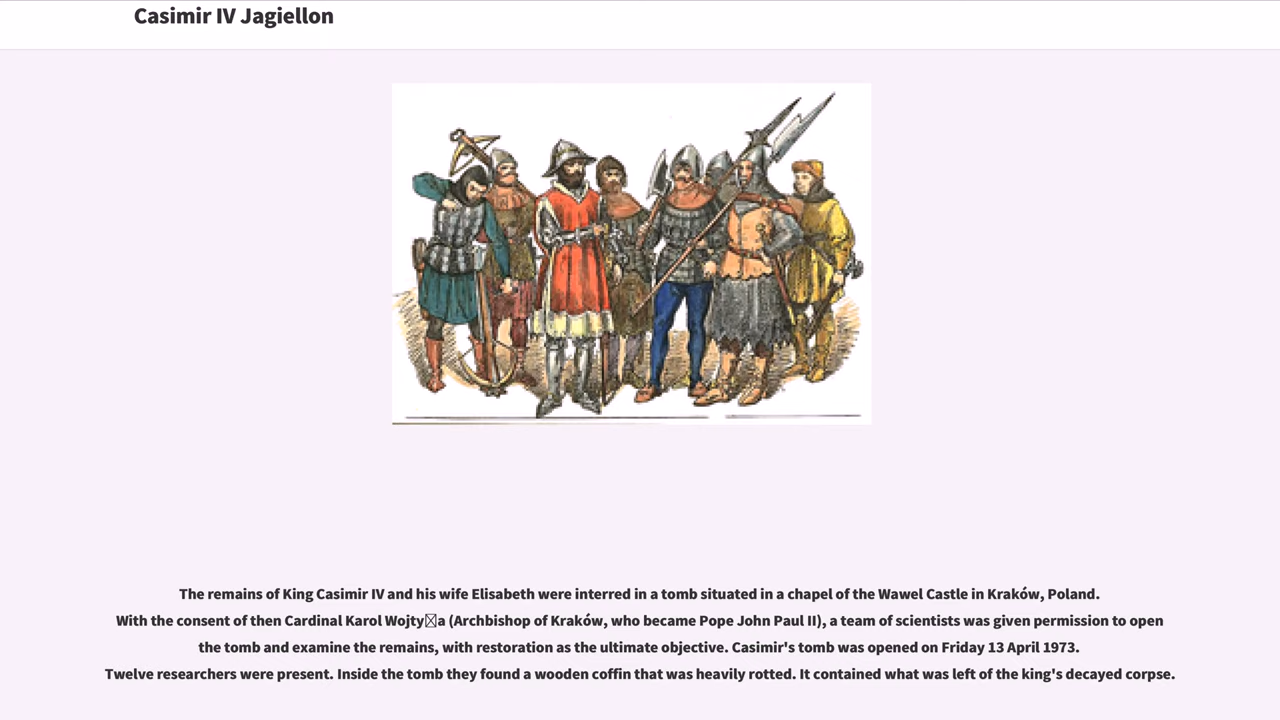 Casimir IV Jagiellon
The remains of King Casimir IV and his wife Elisabeth were interred in a tomb situated in a chapel of the Wawel Castle in Kraków, Poland.
With the consent of then Cardinal Karol Wojty□a (Archbishop of Kraków, who became Pope John Paul II), a team of scientists was given permission to open
the tomb and examine the remains, with restoration as the ultimate objective. Casimir's tomb was opened on Friday 13 April 1973.
Twelve researchers were present. Inside the tomb they found a wooden coffin that was heavily rotted. It contained what was left of the king's decayed corpse.